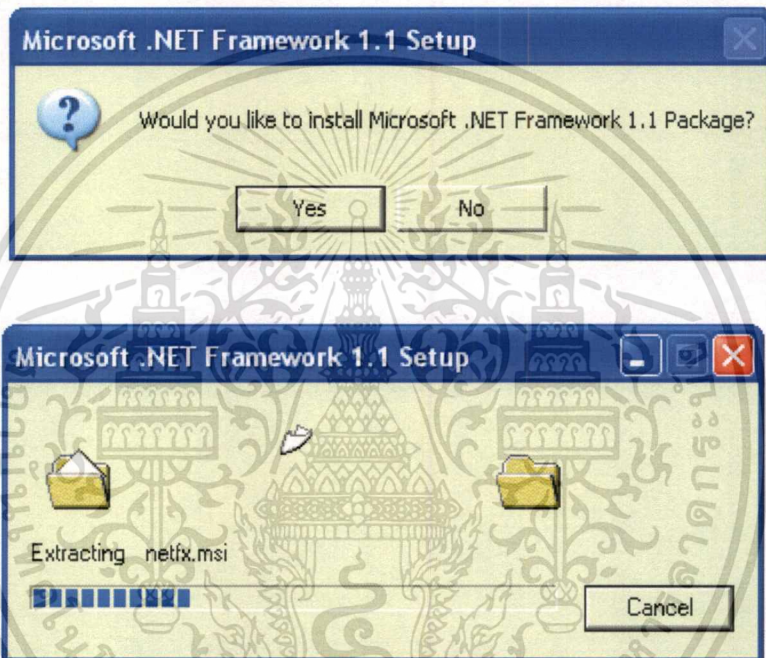 Microsoft .NET Framework 1.1 Setup
Would you like to install Microsoft .NET Framework 1.1 Package?
Yes
No
Microsoft .NET Framework 1.1 Setup
Extracting netfx.msi
Cancel